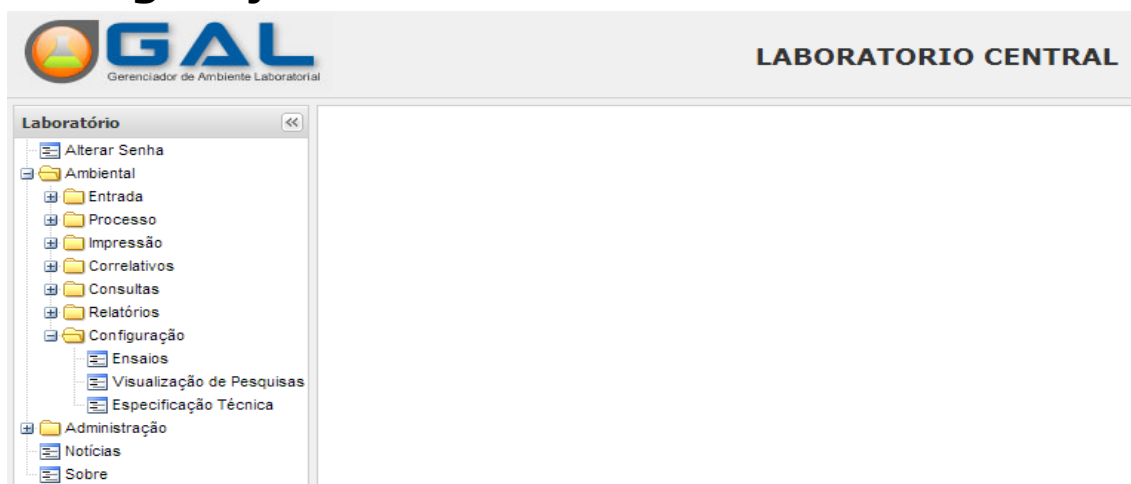 GAL
Gerenciador de Ambiente Laboratorial
LABORATORIO CENTRAL
Laboratório
Alterar Senha
Ambiental
Entrada
Processo
Impressão
Correlativos
Consultas
Relatórios
Configuração
Ensaios
Visualização de Pesquisas
Especificação Técnica
Administração
Notícias
Sobre